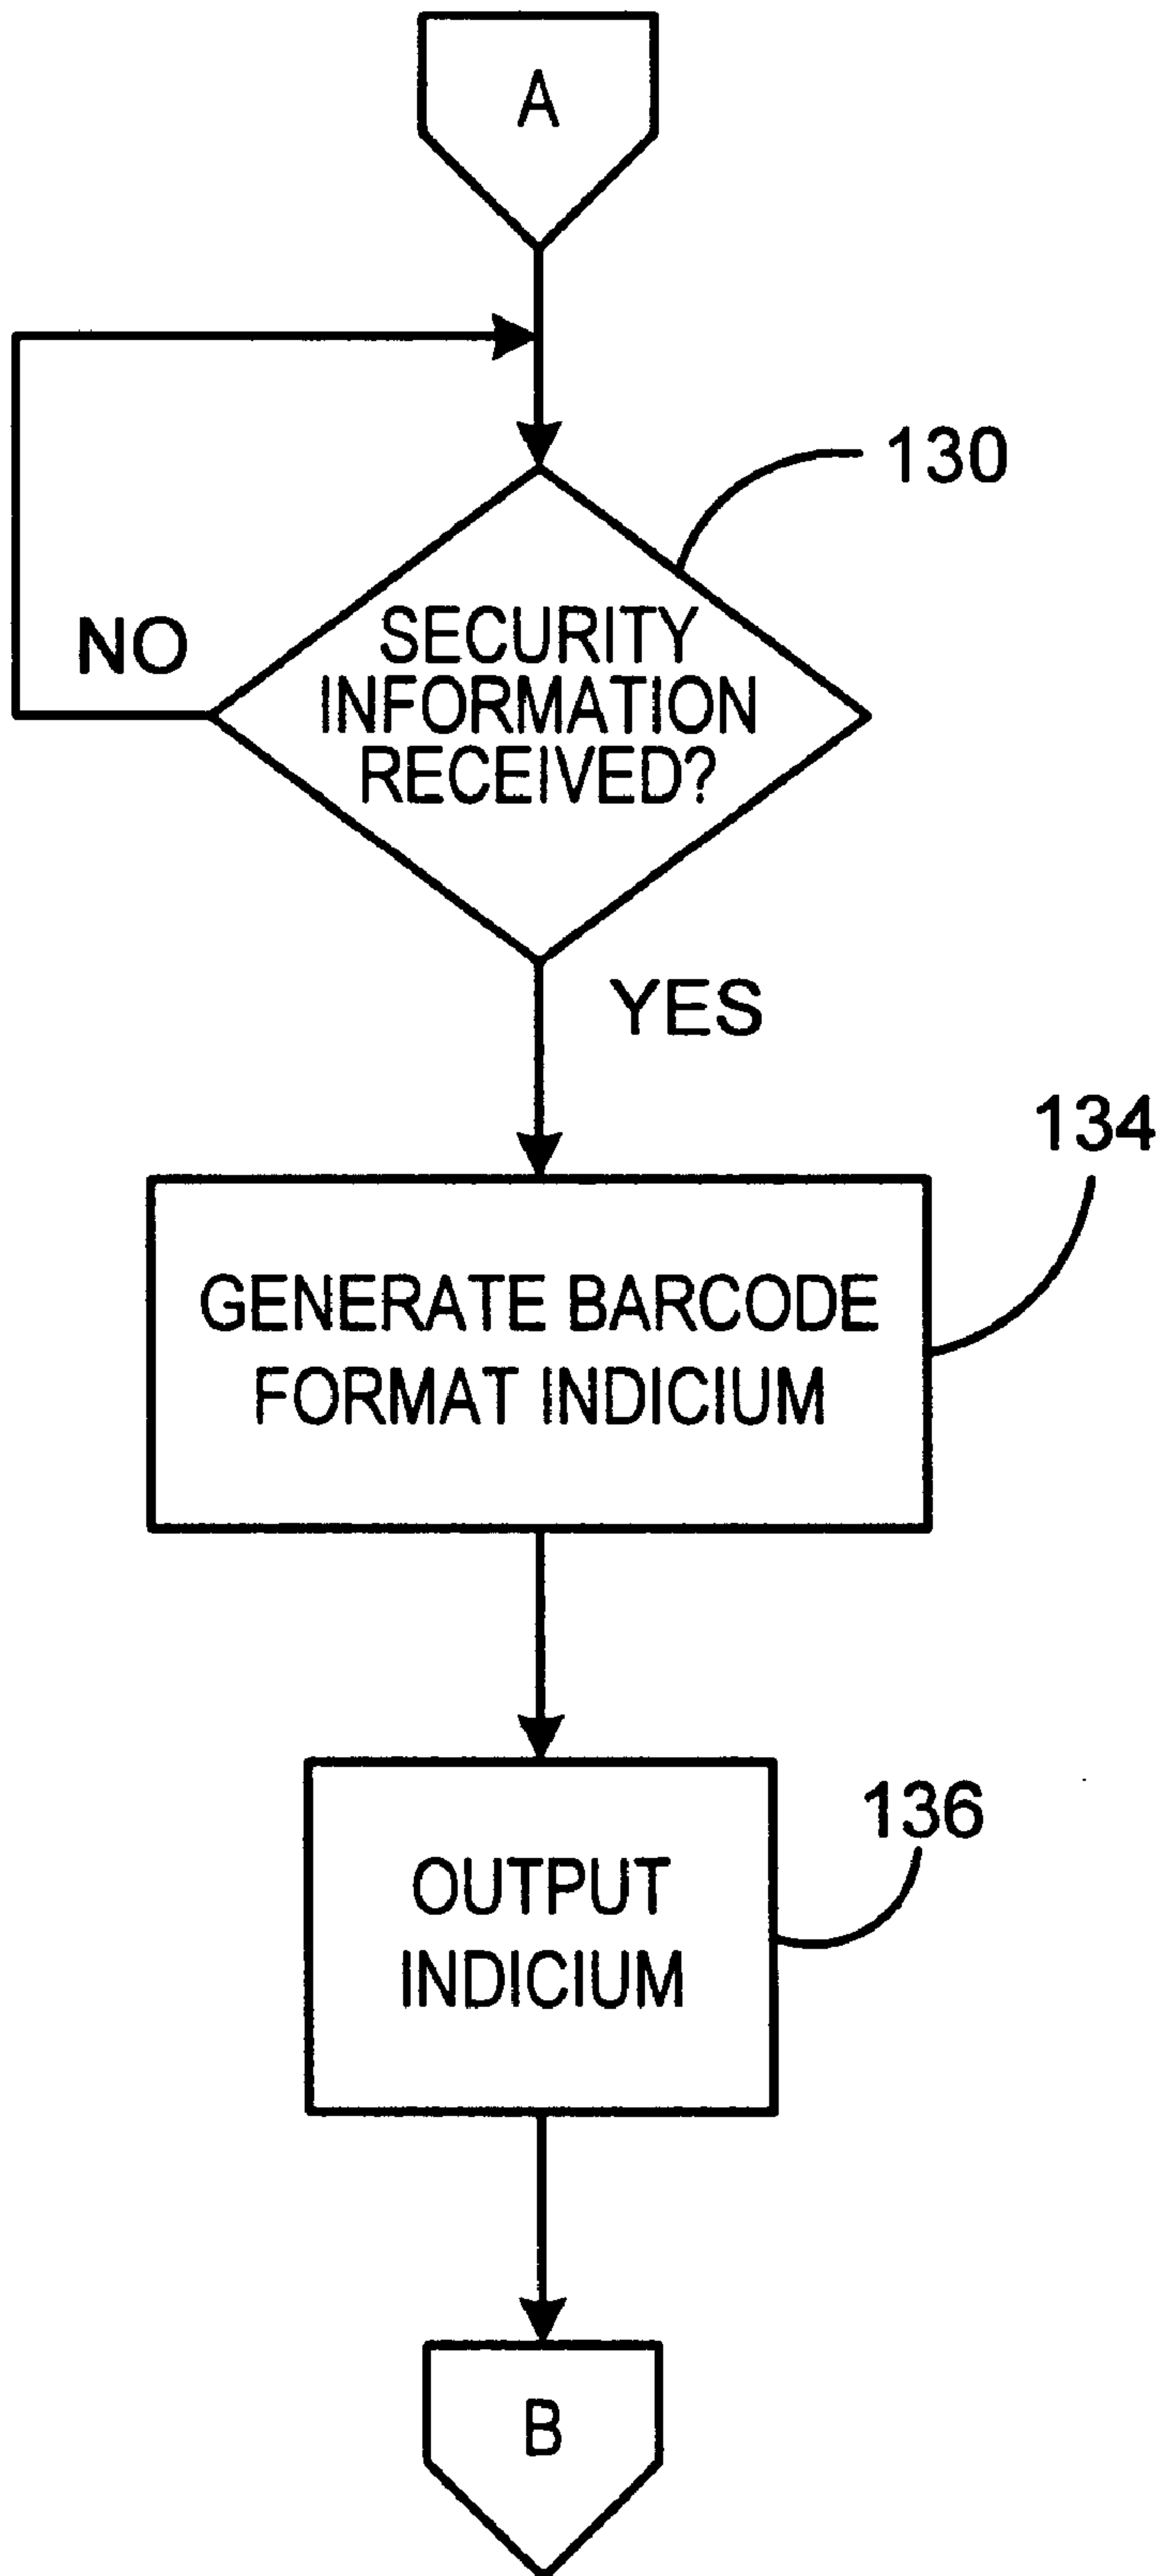 A
130
SECURITY
INFORMATION
RECEIVED?
NO
YES
134
GENERATE BARCODE
FORMAT INDICIUM
136
OUTPUT
INDICIUM
B